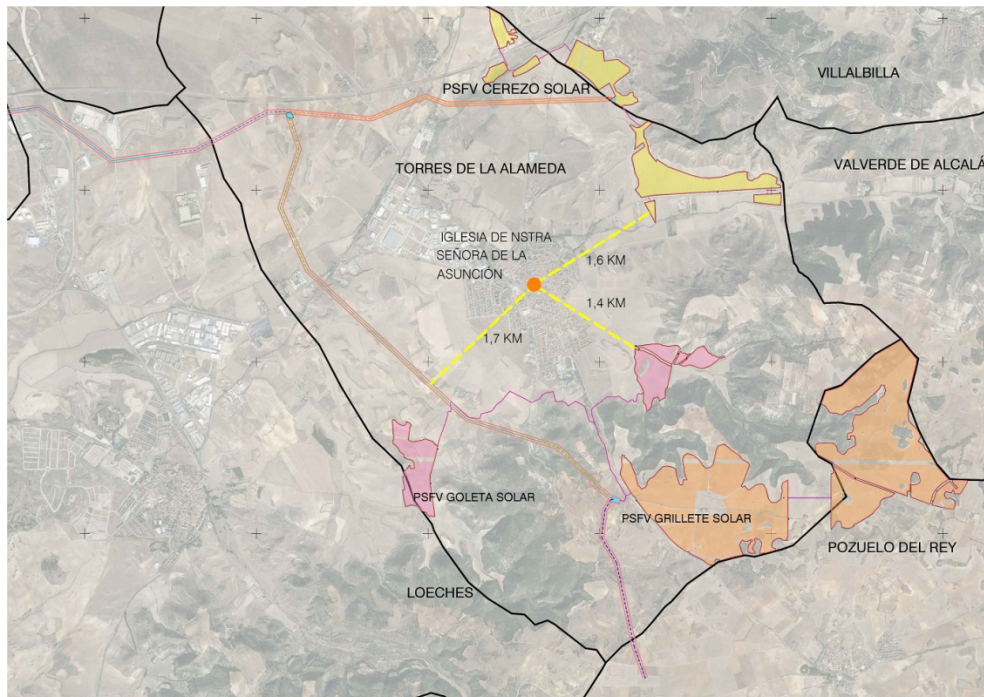 VILLALBILLA
PSFV CEREZO SOLAR
TORRES DE LA ALAMEDA
VALVERDE DE ALCALÁ
IGLESIA DE NSTRA
SEÑORA DE LA
ASUNCIÓN
1,6 KM
1,4 KM
1,7 KM
PSFV GOLETA SOLAR
PSFV GRILLETE SOLAR
POZUELO DEL REY
LOECHES